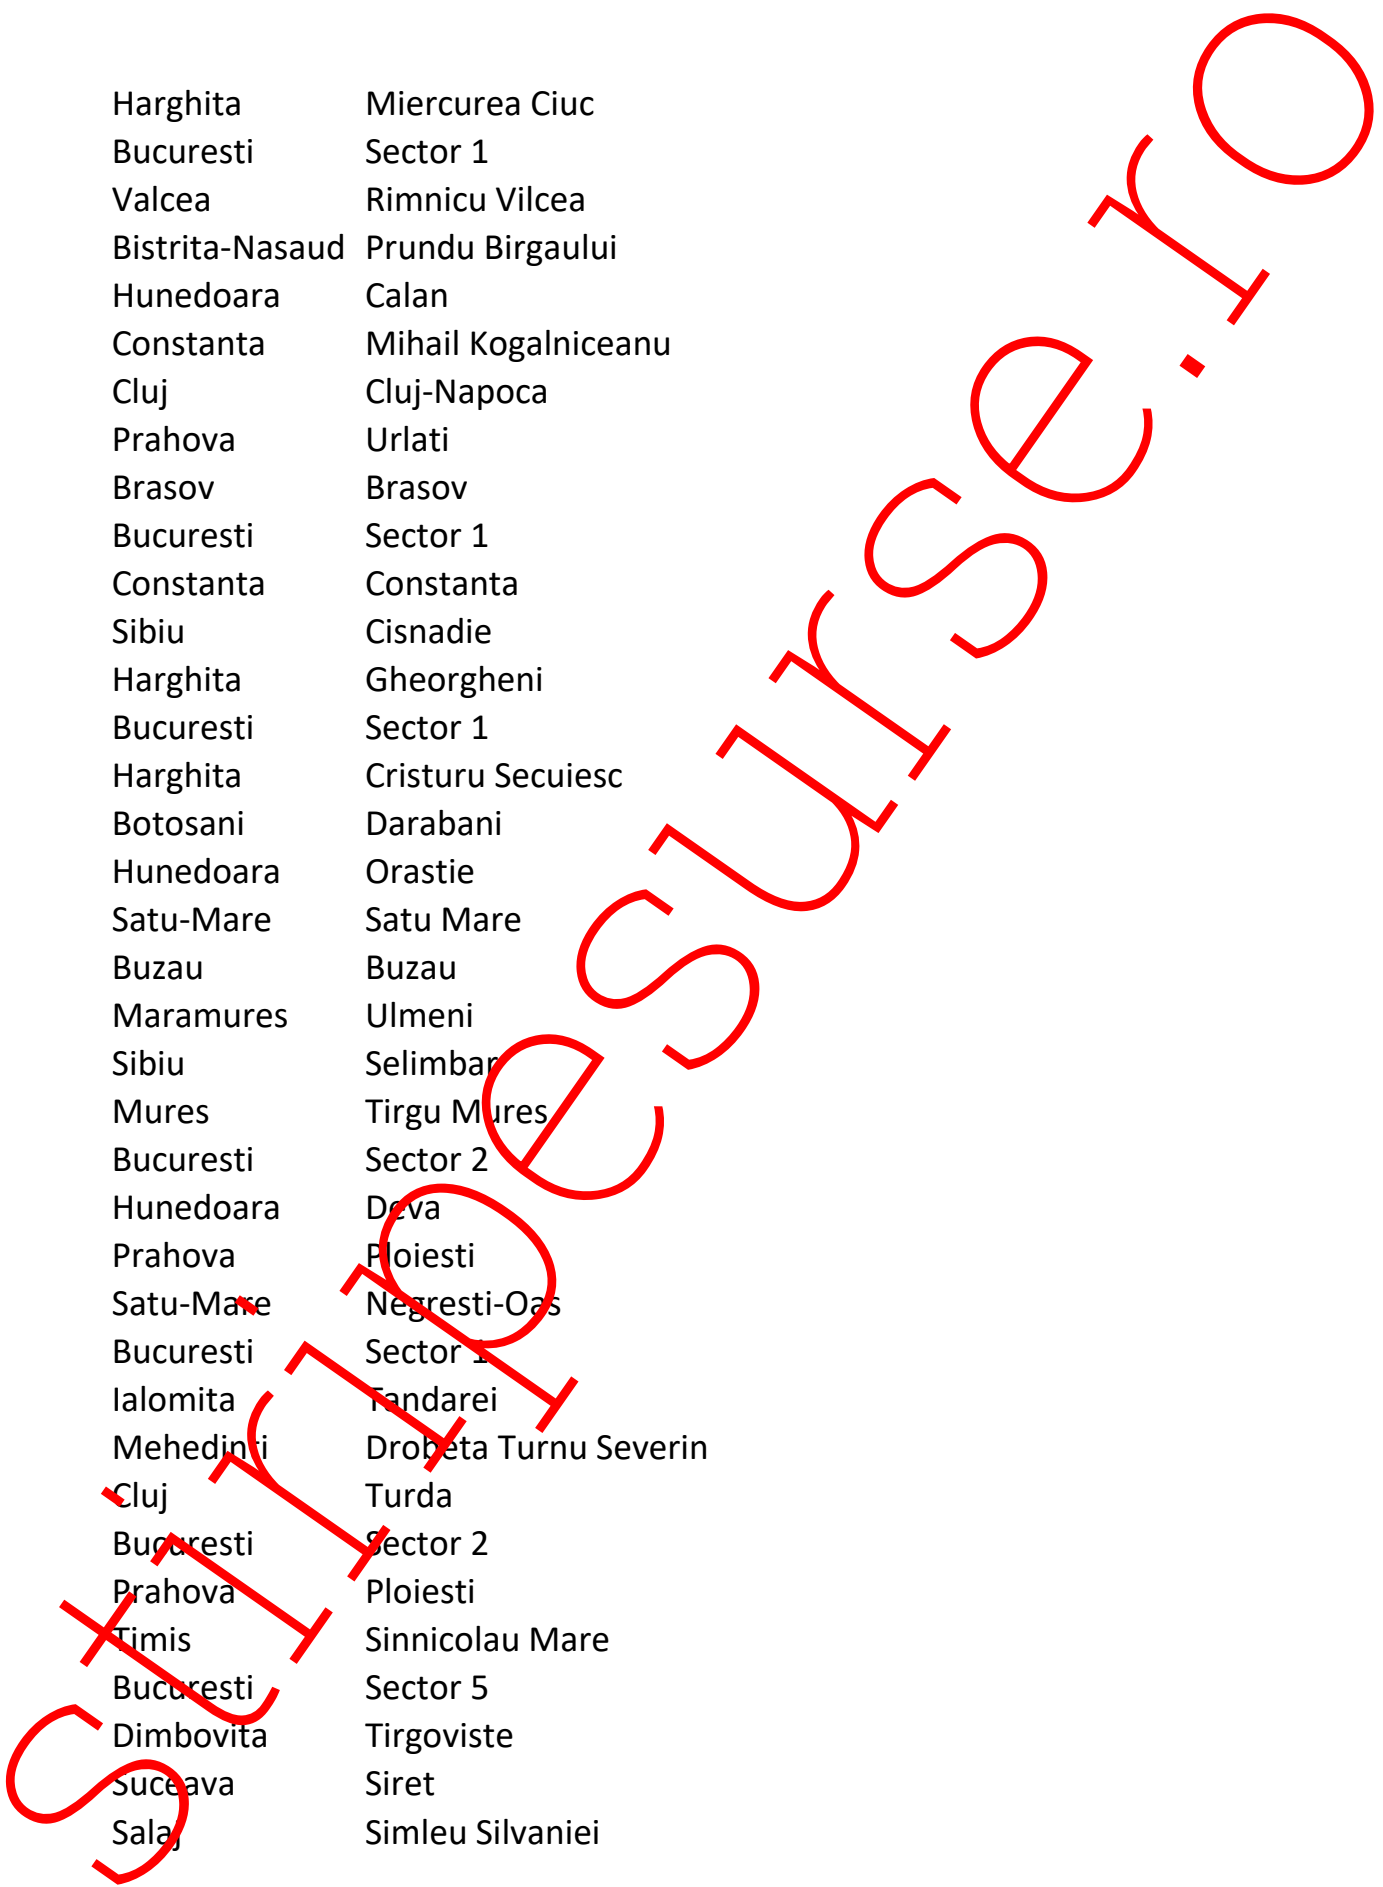 Harghita Miercurea Ciuc
Bucuresti Sector 1
Valcea Rimnicu Vilcea
Bistrita-Nasaud Prundu Birgaului
Hunedoara Calan
Constanta Mihail Kogalniceanu
Cluj Cluj-Napoca
Prahova Urlati
Brasov Brasov
Bucuresti Sector 1
Constanta Constanta
Sibiu Cisnadie
Harghita Gheorgheni
Bucuresti Sector 1
Harghita Cristuru Secuiesc
Botosani Darabani
Hunedoara Orastie
Satu-Mare Satu Mare
Buzau Buzau
Maramures Ulmeni
Sibiu Selimbar
Mures Tirgu Mures
Bucuresti Sector 2
Hunedoara Deva
Prahova Ploiesti
Satu-Mare Negresti-Oas
Bucuresti Sector 1
Ialomita Tandarei
Mehedinti Drobeta Turnu Severin
Cluj Turda
Bucuresti Sector 2
Prahova Ploiesti
Timis Sinnicolau Mare
Bucuresti Sector 5
Dimbovita Tirgoviste
Suceava Siret
Salaj Simleu Silvaniei
stiripesurse.ro